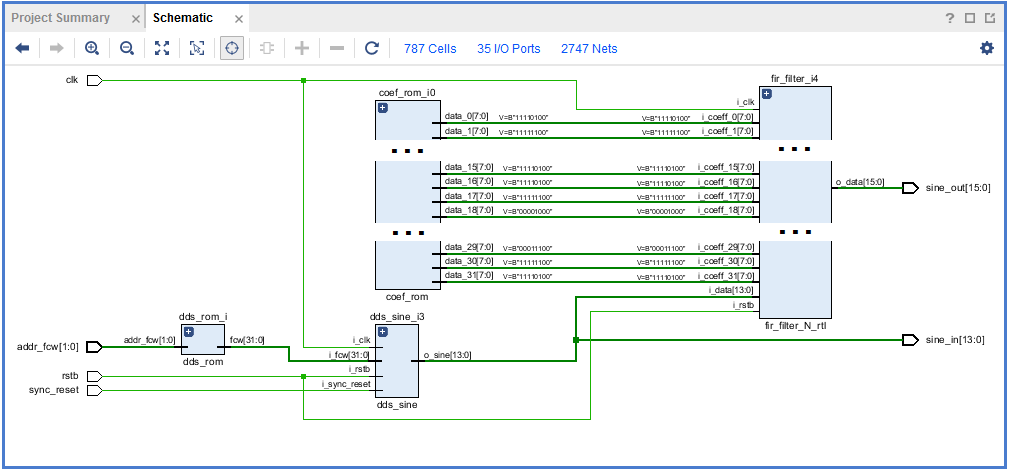 Project Summary × Schematic × ?
787 Cells 35 I/O Ports 2747 Nets
clk
coef_rom_i0
data_0[7:0] V=B"11110100"
data_1[7:0] V=B"11111100"
data_15[7:0] V=B"11110100"
data_16[7:0] V=B"11110100"
data_17[7:0] V=B"11111100"
data_18[7:0] V=B"00001000"
data_29[7:0] V=B"00011100"
data_30[7:0] V=B"11110100"
data_31[7:0] V=B"11110100"
coef_rom
fir_filter_i4
i_clk
V=B"11110100" i_coeff_0[7:0]
V=B"11111100" i_coeff_1[7:0]
V=B"11110100" i_coeff_15[7:0]
V=B"11110100" i_coeff_16[7:0]
V=B"11111100" i_coeff_17[7:0]
V=B"00001000" i_coeff_18[7:0]
V=B"00011100" i_coeff_29[7:0]
V=B"11110100" i_coeff_30[7:0]
V=B"11110100" i_coeff_31[7:0]
i_data[13:0]
i_rstb
fir_filter_N_rtl
o_data[15:0] sine_out[15:0]
dds_rom_i
addr_fcw[1:0] addr_fcw[1:0] fcw[31:0]
dds_rom
dds_sine_i3
i_clk
i_fcw[31:0] o_sine[13:0]
i_rstb
i_sync_reset
dds_sine
sine_in[13:0]
rstb
sync_reset